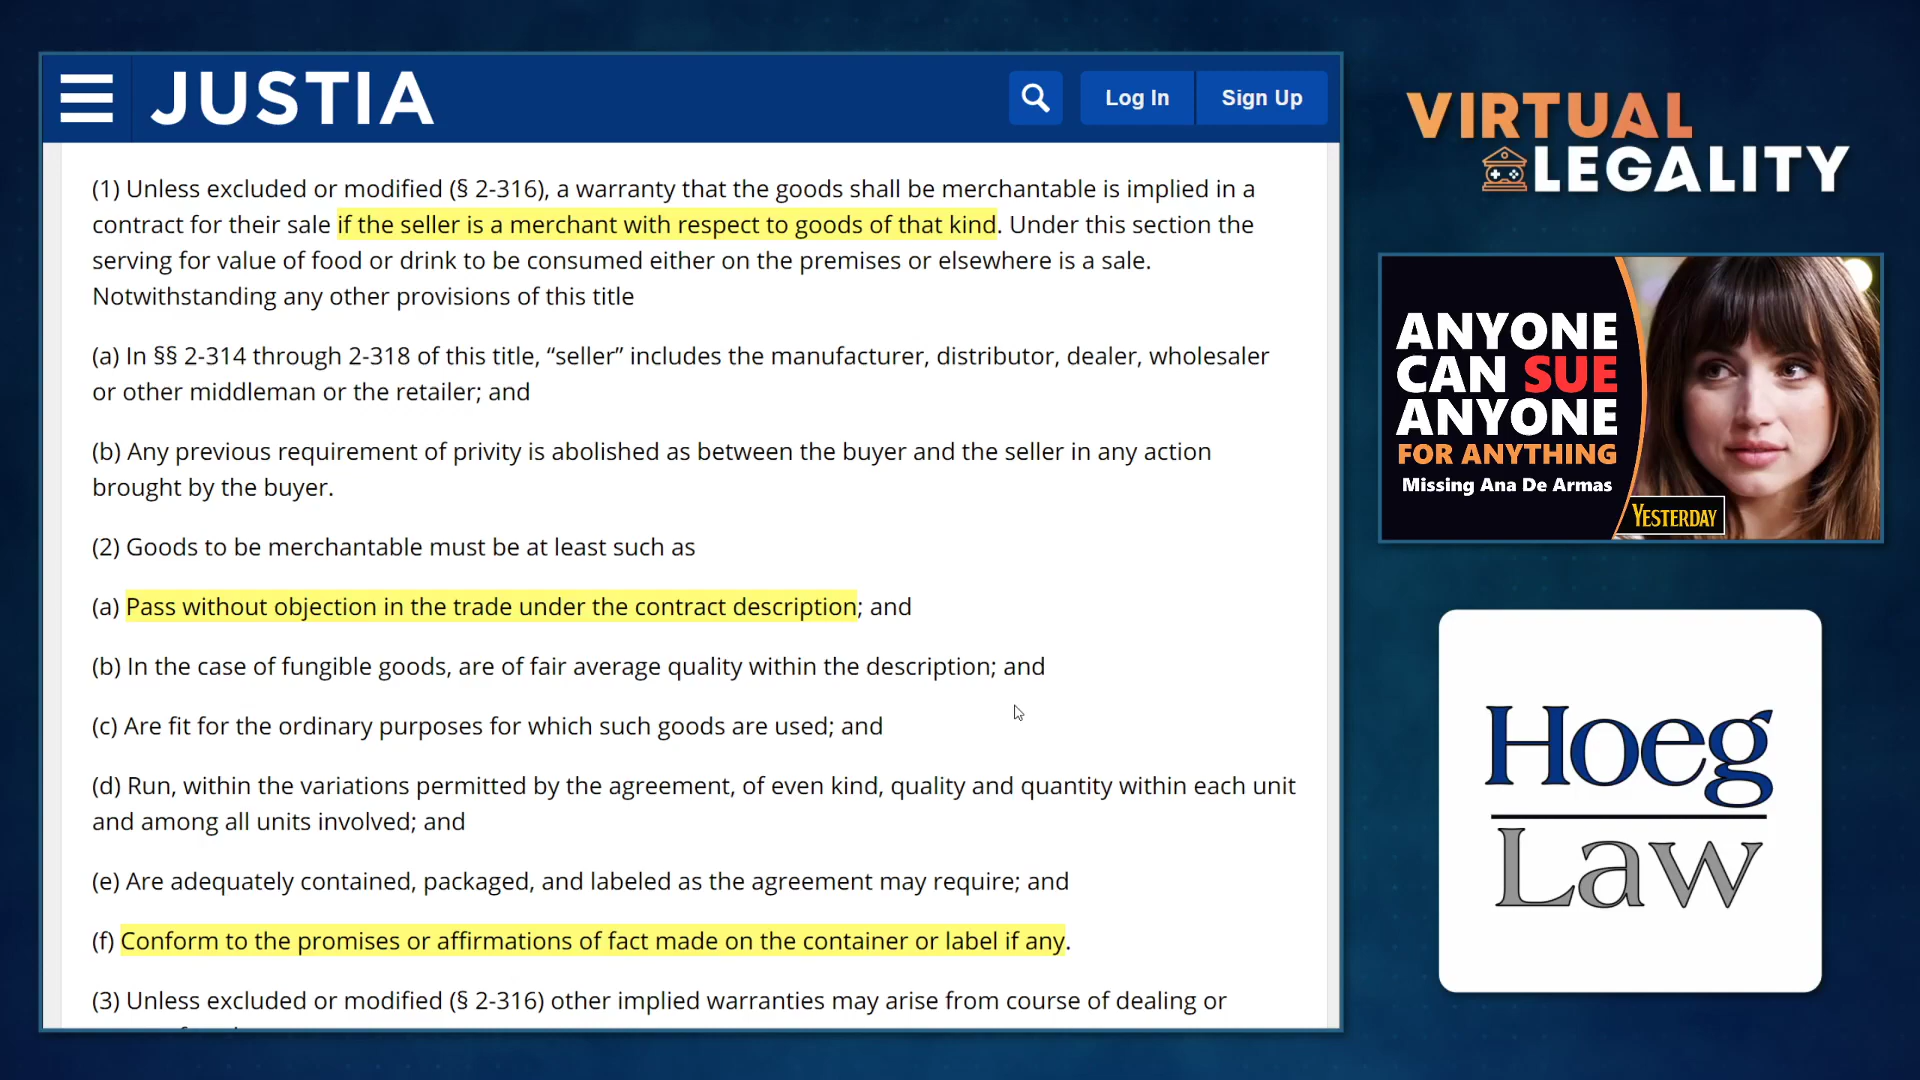 JUSTIA
Log In
Sign Up
(1) Unless excluded or modified (§ 2-316), a warranty that the goods shall be merchantable is implied in a
contract for their sale if the seller is a merchant with respect to goods of that kind. Under this section the
serving for value of food or drink to be consumed either on the premises or elsewhere is a sale.
Notwithstanding any other provisions of this title
(a) In §§ 2-314 through 2-318 of this title, “seller” includes the manufacturer, distributor, dealer, wholesaler
or other middleman or the retailer; and
(b) Any previous requirement of privity is abolished as between the buyer and the seller in any action
brought by the buyer.
(2) Goods to be merchantable must be at least such as
(a) Pass without objection in the trade under the contract description; and
(b) In the case of fungible goods, are of fair average quality within the description; and
(c) Are fit for the ordinary purposes for which such goods are used; and
(d) Run, within the variations permitted by the agreement, of even kind, quality and quantity within each unit
and among all units involved; and
(e) Are adequately contained, packaged, and labeled as the agreement may require; and
(f) Conform to the promises or affirmations of fact made on the container or label if any.
(3) Unless excluded or modified (§ 2-316) other implied warranties may arise from course of dealing or
VIRTUAL
LEGALITY
ANYONE
CAN SUE
ANYONE
FOR ANYTHING
Missing Ana De Armas
YESTERDAY
Hoeg
Law